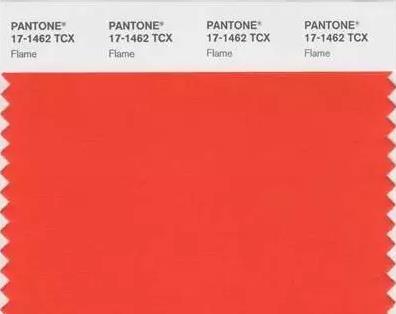 PANTONE® PANTONE® PANTONE® PANTONE®
17-1462 TCX 17-1462 TCX 17-1462 TCX 17-1462 TCX
Flame Flame Flame Flame